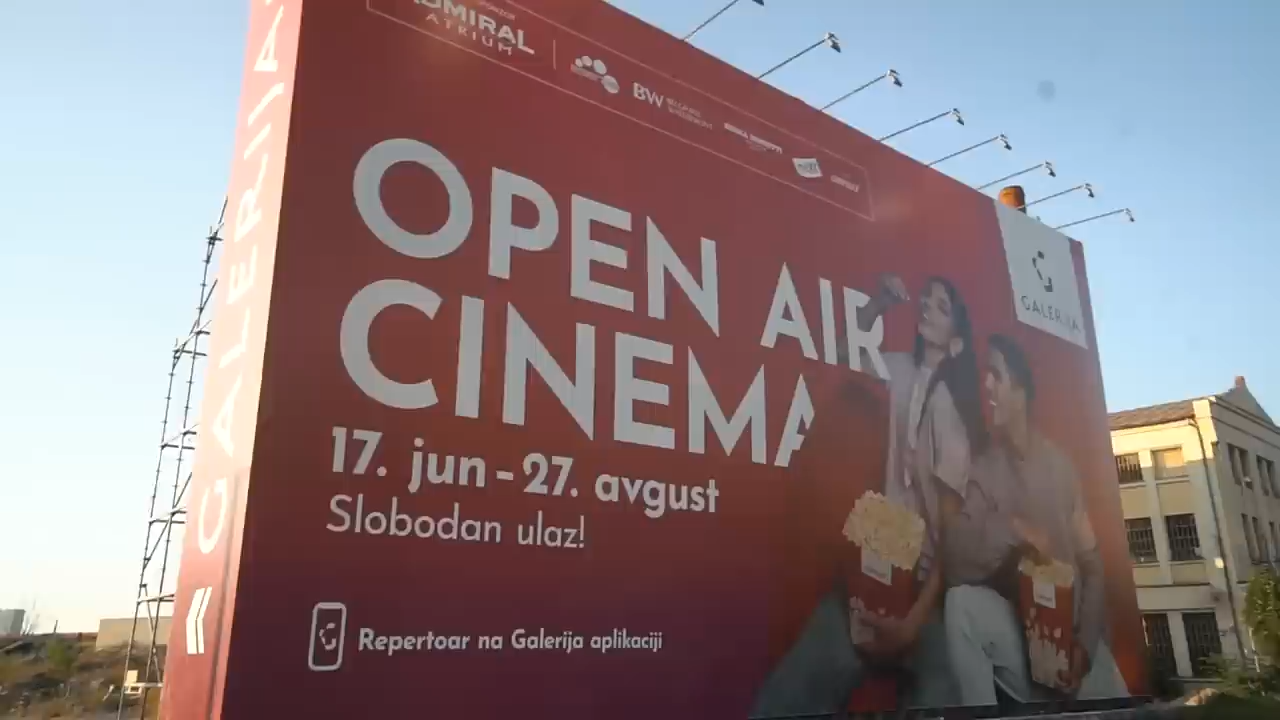 ADMIRAL
ATRIUM
BW
OPEN AIR
CINEMA
17. jun - 27. avgust
Slobodan ulaz!
Repertoar na Galerija aplikaciji
GALERIJA
GALERIJA